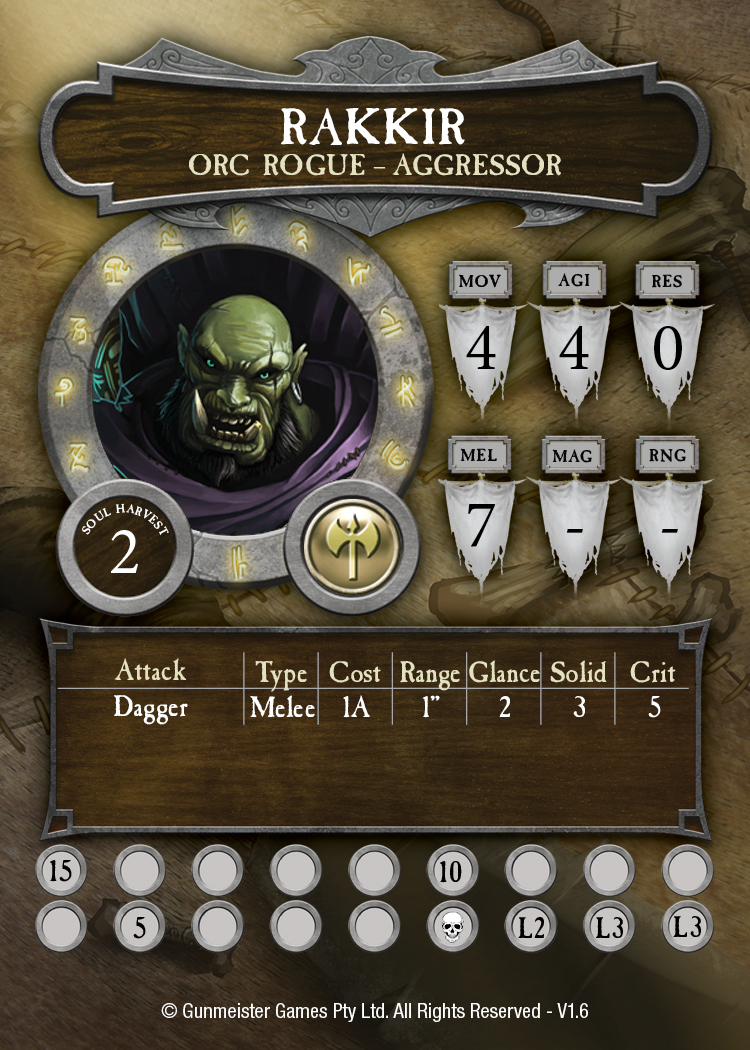 RAKKIR
ORC ROGUE – AGGRESSOR
MOV AGI RES
4 4 0
MEL MAG RNG
7 - -
SOUL HARVEST
2
Attack Type Cost Range Glance Solid Crit
Dagger Melee 1A 1” 2 3 5
15 10
5 L2 L3 L3
© Gunmeister Games Pty Ltd. All Rights Reserved - V1.6